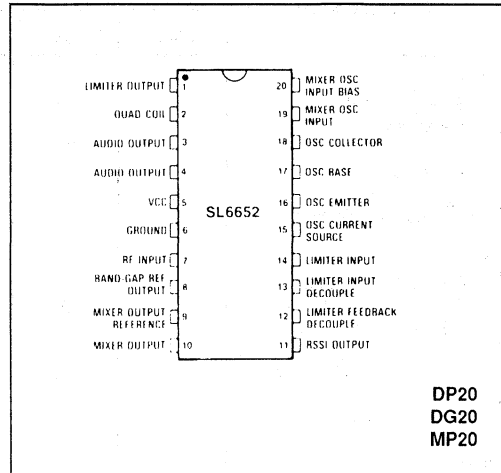 LIMITER OUTPUT 1
QUAD COIL 2
AUDIO OUTPUT 3
AUDIO OUTPUT 4
VCC 5
GROUND 6
RF INPUT 7
BAND-GAP REF
OUTPUT 8
MIXER OUTPUT
REFERENCE 9
MIXER OUTPUT 10
SL6652
20 MIXER OSC
INPUT BIAS
19 MIXER OSC
INPUT
18 OSC COLLECTOR
17 OSC BASE
16 OSC EMITTER
15 OSC CURRENT
SOURCE
14 LIMITER INPUT
13 LIMITER INPUT
DECOUPLE
12 LIMITER FEEDBACK
DECOUPLE
11 RSSI OUTPUT
DP20
DG20
MP20